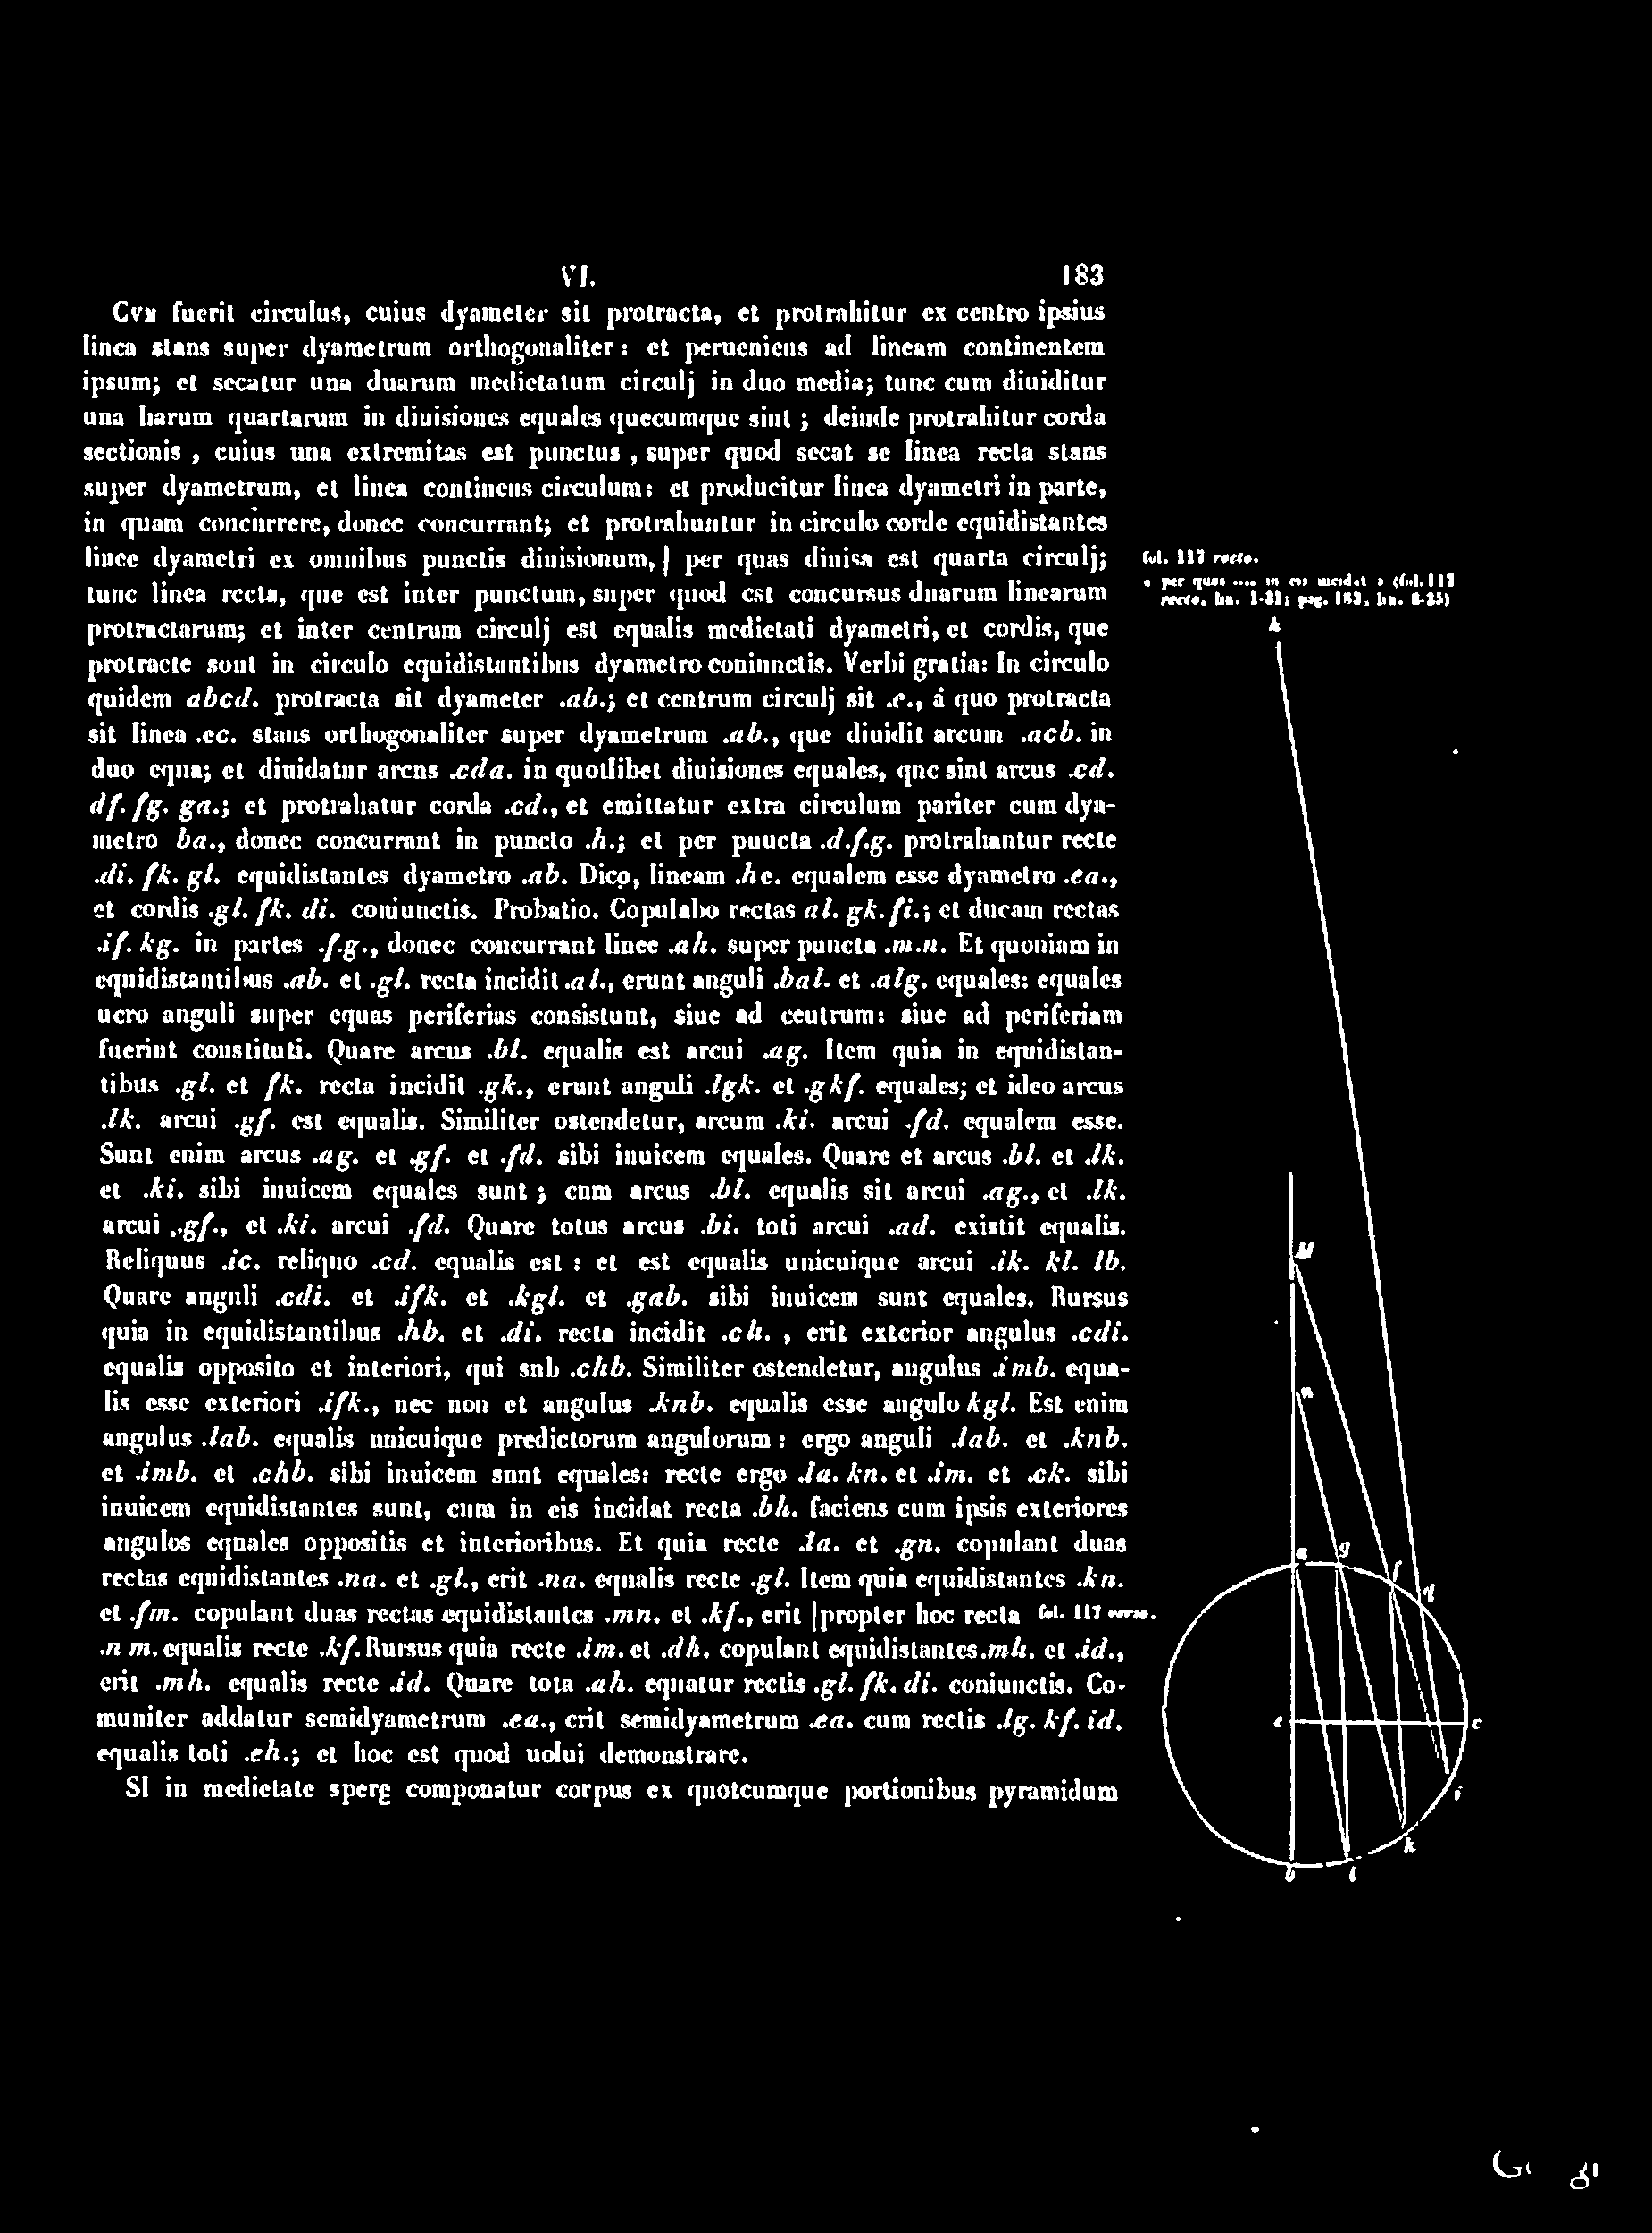 VI. 183
CVM fuerit circulus, cuius dyameter sit protracta, et protrahitur ex centro ipsius
linea stans super dyametrum orthogonaliter: et perueniens ad lineam continentem
ipsum; et secatur una duarum medietatum circulj in duo media; tunc cum diuiditur
una harum quartarum in diuisiones equales quecumque sint ; deinde protrahitur corda
sectionis , cuius una extremitas est punctus , super quod secat se linea recta stans
super dyametrum, et linea continens circulum: et producitur linea dyametri in parte,
in quam concurrere, donec concurrant; et protrahuntur in circulo corde equidistantes
linee dyametri ex omnibus punctis diuisionum,| per quas diuisa est quarta circulj;
fol. 117 recto.
tunc linea recta, que est inter punctum, super quod est concursus duarum linearum
« per quas .... in eis incidat » (fol. 117
recto, lin. 1-31; pag. 183, lin. 8-35)
protractarum; et inter centrum circulj est equalis medietati dyametri, et cordis, que
protracte sunt in circulo equidistantibus dyametro coniunctis. Verbi gratia: In circulo
quidem abcd. protracta sit dyameter .ab.; et centrum circulj sit .e., á quo protracta
sit linea .ec. stans orthogonaliter super dyametrum .ab., que diuidit arcum .acb. in
duo equa; et diuidatur arcus .cda. in quotlibet diuisiones equales, que sint arcus .cd.
df. fg. ga.; et protrahatur corda .cd., et emittatur extra circulum pariter cum dya-
metro ba., donec concurrant in puncto .h.; et per puncta .d.f.g. protrahantur recte
.di. fk. gl. equidistantes dyametro .ab. Dico, lineam .he. equalem esse dyametro .ea.,
et cordis .gl. fk. di. coniunctis. Probatio. Copulabo rectas al. gk. fi.; et ducam rectas
.if. kg. in partes .f.g., donec concurrant linee .ah. super puncta .m.n. Et quoniam in
equidistantibus .ab. et .gl. recta incidit .al., erunt anguli .bal. et .alg. equales: equales
uero anguli super equas periferias consistunt, siue ad centrum: siue ad periferiam
fuerint constituti. Quare arcus .bl. equalis est arcui .ag. Item quia in equidistan-
tibus .gl. et fk. recta incidit .gk., erunt anguli .lgk. et .gkf. equales; et ideo arcus
.lk. arcui .gf. est equalis. Similiter ostendetur, arcum .ki. arcui .fd. equalem esse.
Sunt enim arcus .ag. et .gf. et .fd. sibi inuicem equales. Quare et arcus .bl. et .lk.
et .ki. sibi inuicem equales sunt ; cum arcus .bl. equalis sit arcui .ag., et .lk.
arcui .gf., et .ki. arcui .fd. Quare totus arcus .bi. toti arcui .ad. existit equalis.
Reliquus .ic. reliquo .cd. equalis est : et est equalis unicuique arcui .ik. kl. lb.
Quare anguli .cdi. et .ifk. et .kgl. et .gab. sibi inuicem sunt equales. Rursus
quia in equidistantibus .hb. et .di. recta incidit .ch. , erit exterior angulus .cdi.
equalis opposito et interiori, qui sub .chb. Similiter ostendetur, angulus .imb. equa-
lis esse exteriori .ifk., nec non et angulus .knb. equalis esse angulo kgl. Est enim
angulus .lab. equalis unicuique predictorum angulorum : ergo anguli .lab. et .knb.
et .imb. et .chb. sibi inuicem sunt equales: recte ergo .la. kn. et .im. et .ck. sibi
inuicem equidistantes sunt, cum in eis incidat recta .bh. faciens cum ipsis exteriores
angulos equales oppositis et interioribus. Et quia recte .la. et .gn. copulant duas
rectas equidistantes .na. et .gl., erit .na. equalis recte .gl. Item quia equidistantes .kn.
et .fm. copulant duas rectas equidistantes .mn. et .kf., erit |propter hoc recta
fol. 117 verso.
.n m. equalis recte .kf. Rursus quia recte .im. et .dh. copulant equidistantes .mh. et .id.,
erit .mh. equalis recte .id. Quare tota .ah. equatur rectis .gl. fk. di. coniunctis. Co-
muniter addatur semidyametrum .ea., erit semidyametrum .ea. cum rectis .lg. kf. id.
equalis toti .eh.; et hoc est quod uolui demonstrare.
SI in medietate sperę componatur corpus ex quotcumque portionibus pyramidum
h
M
n
a g f d
e c
i
k
b l